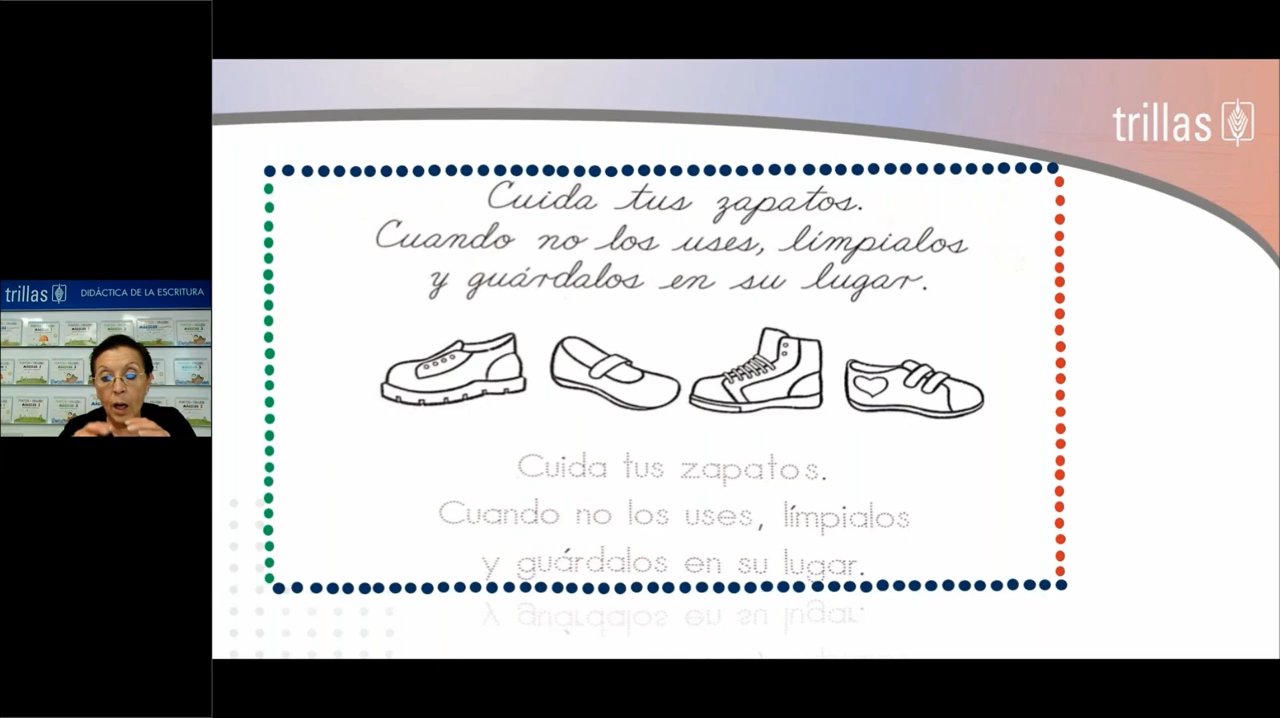 trillas
Cuida tus zapatos.
Cuando no los uses, límpialos
y guárdalos en su lugar.
Cuida tus zapatos.
Cuando no los uses, límpialos
y guárdalos en su lugar.
trillas DIDÁCTICA DE LA ESCRITURA